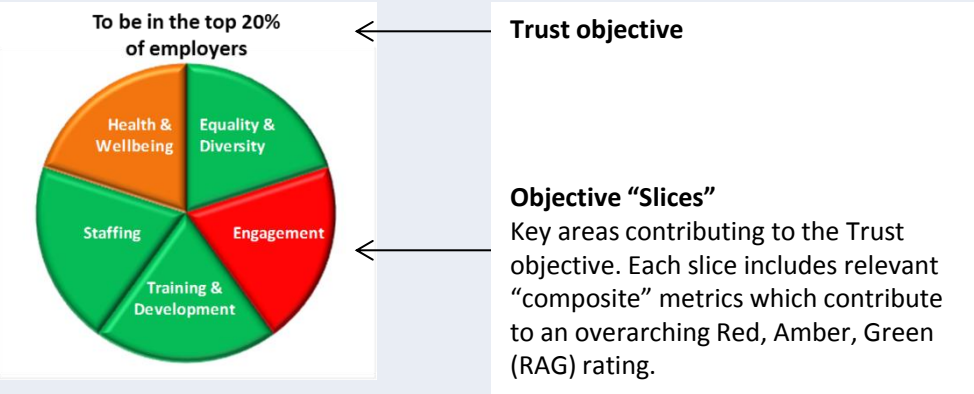 To be in the top 20%
of employers
Health &
Wellbeing
Equality &
Diversity
Staffing
Engagement
Training &
Development
Trust objective
Objective “Slices”
Key areas contributing to the Trust
objective. Each slice includes relevant
“composite” metrics which contribute
to an overarching Red, Amber, Green
(RAG) rating.